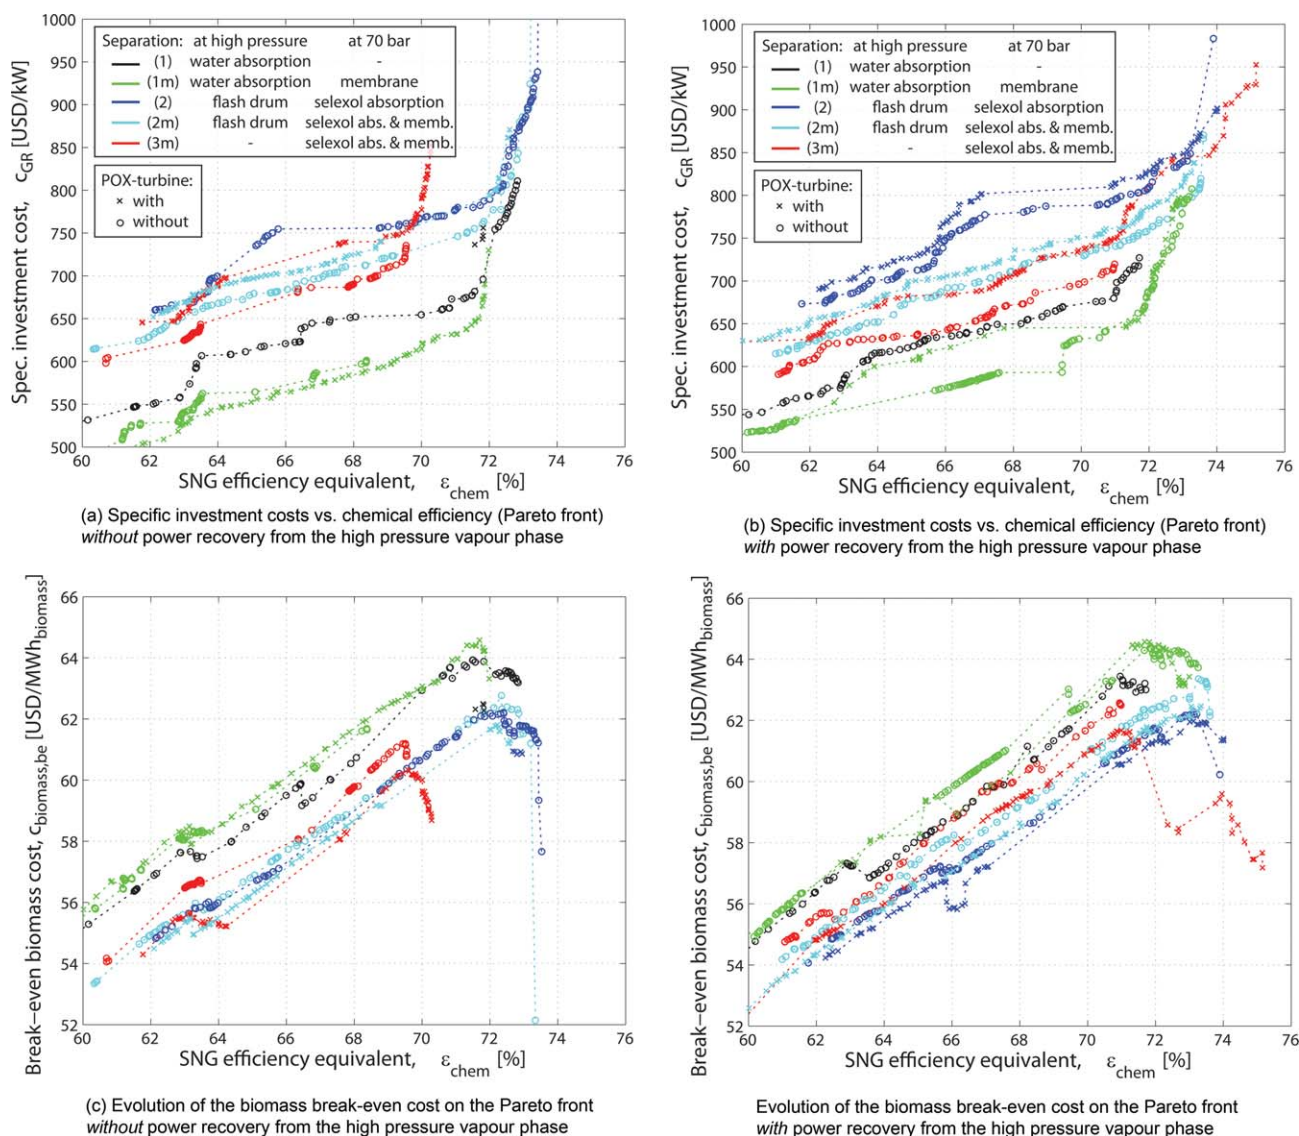 1000
950
900
850
800
750
700
650
600
550
500
Spec. investment cost, c_GR [USD/kW]
Separation: at high pressure at 70 bar
(1) water absorption -
(1m) water absorption membrane
(2) flash drum selexol absorption
(2m) flash drum selexol abs. & memb.
(3m) - selexol abs. & memb.
POX-turbine:
× with
o without
60 62 64 66 68 70 72 74 76
SNG efficiency equivalent, ε_chem [%]
(a) Specific investment costs vs. chemical efficiency (Pareto front)
without power recovery from the high pressure vapour phase
1000
950
900
850
800
750
700
650
600
550
500
Spec. investment cost, c_GR [USD/kW]
Separation: at high pressure at 70 bar
(1) water absorption -
(1m) water absorption membrane
(2) flash drum selexol absorption
(2m) flash drum selexol abs. & memb.
(3m) - selexol abs. & memb.
POX-turbine:
× with
o without
60 62 64 66 68 70 72 74 76
SNG efficiency equivalent, ε_chem [%]
(b) Specific investment costs vs. chemical efficiency (Pareto front)
with power recovery from the high pressure vapour phase
66
64
62
60
58
56
54
52
Break–even biomass cost, c_biomass,be [USD/MWh_biomass]
60 62 64 66 68 70 72 74 76
SNG efficiency equivalent, ε_chem [%]
(c) Evolution of the biomass break-even cost on the Pareto front
without power recovery from the high pressure vapour phase
66
64
62
60
58
56
54
52
Break–even biomass cost, c_biomass,be [USD/MWh_biomass]
60 62 64 66 68 70 72 74 76
SNG efficiency equivalent, ε_chem [%]
Evolution of the biomass break-even cost on the Pareto front
with power recovery from the high pressure vapour phase